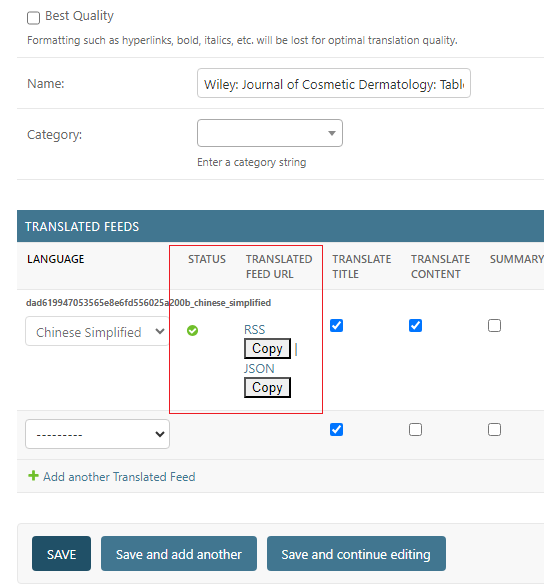 Best Quality
Formatting such as hyperlinks, bold, italics, etc. will be lost for optimal translation quality.
Name:
Wiley: Journal of Cosmetic Dermatology: Tabl
Category:
Enter a category string
TRANSLATED FEEDS
LANGUAGE STATUS TRANSLATED FEED URL TRANSLATE TITLE TRANSLATE CONTENT SUMMARY
dad619947053565e8e6fd556025a200b_chinese_simplified
Chinese Simplified
RSS
Copy |
JSON
Copy
---------
Add another Translated Feed
SAVE Save and add another Save and continue editing